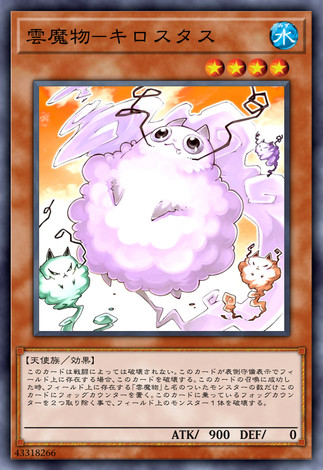 雲魔物−キロスタス
水
【天使族／効果】
このカードは戦闘によっては破壊されない。このカードが表側守備表示でフィ
ールド上に存在する場合、このカードを破壊する。このカードの召喚に成功し
た時、フィールド上に存在する「雲魔物」と名のついたモンスターの数だけこの
カードにフォッグカウンターを置く。このカードに乗っているフォッグカウンタ
ーを２つ取り除く事で、フィールド上のモンスター１体を破壊する。
ATK/ 900 DEF/ 0
43318266